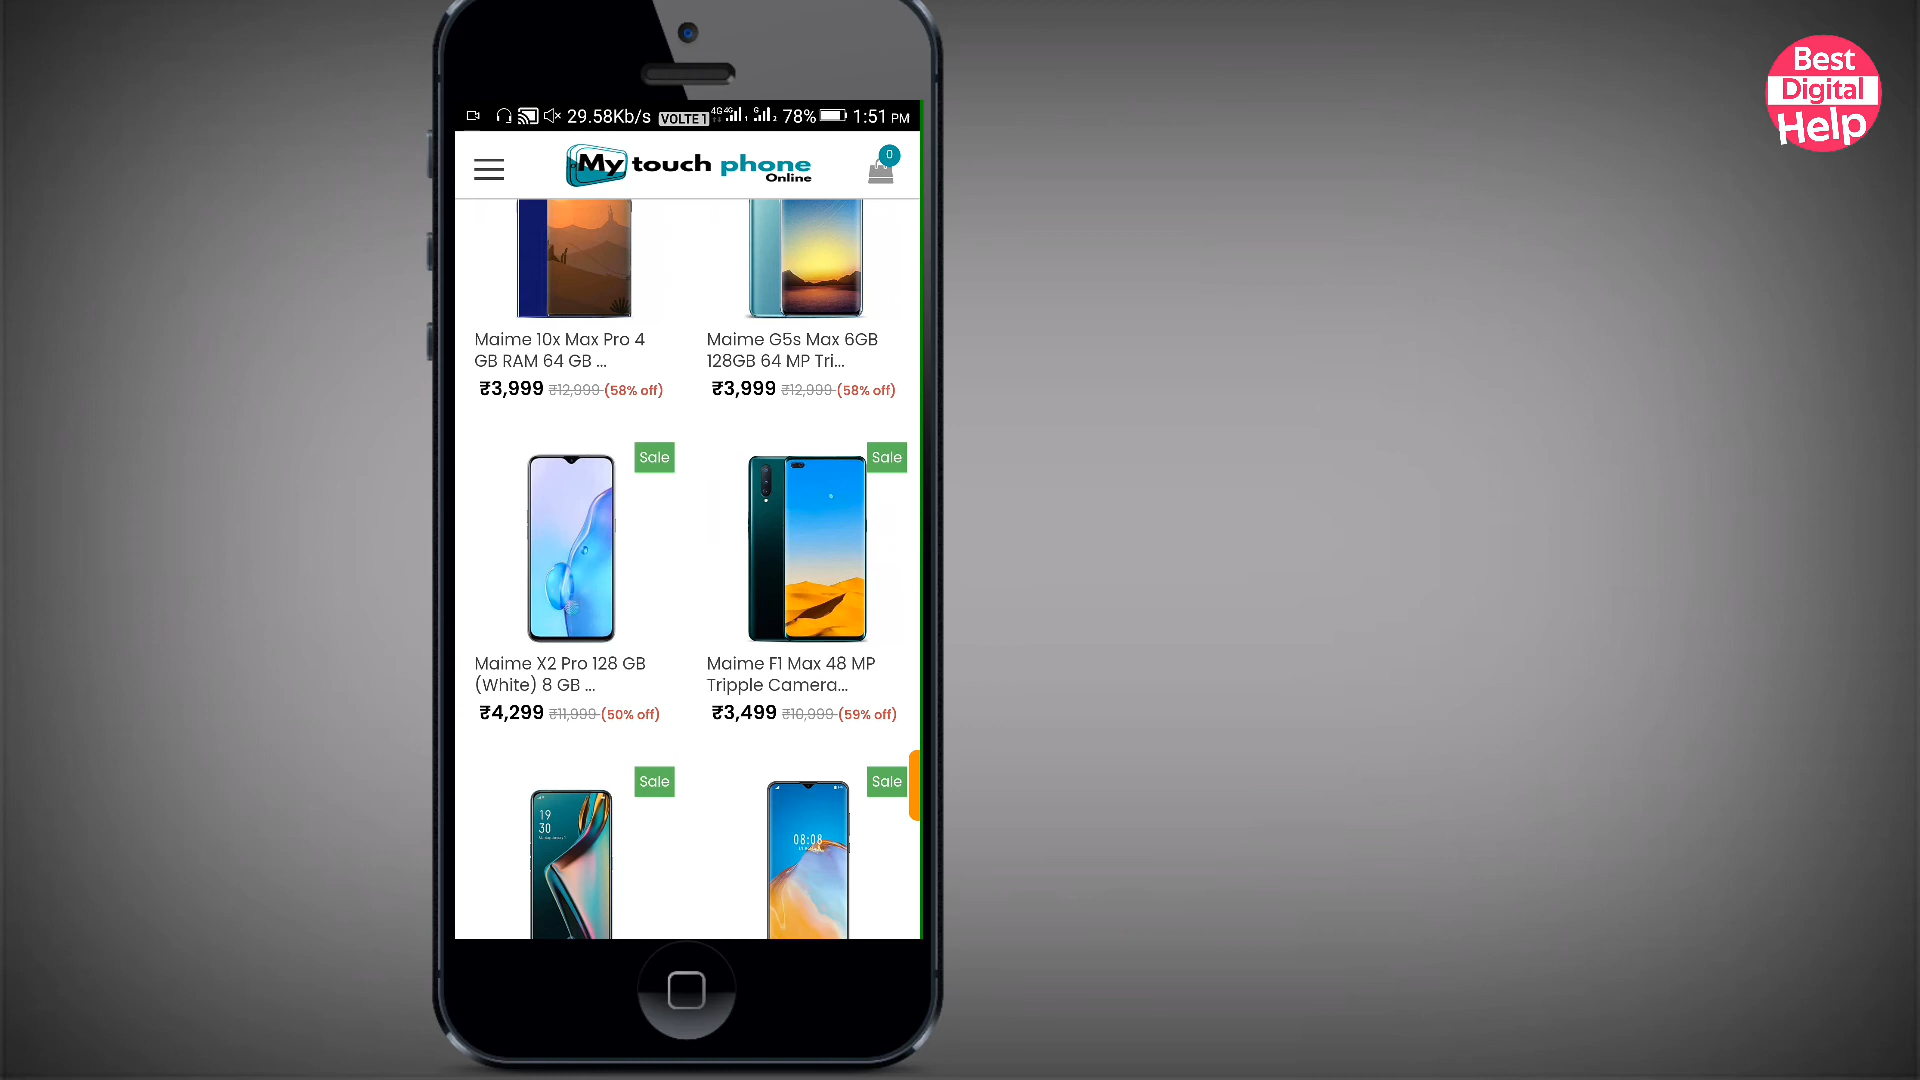 Best
Digital
Help
29.58Kb/s VOLTE 1 4G 4G 1 G 2 78% 1:51 PM
My touch phone
Online
0
Maime 10x Max Pro 4
GB RAM 64 GB ...
₹3,999 ₹12,999 (58% off)
Maime G5s Max 6GB
128GB 64 MP Tri...
₹3,999 ₹12,999 (58% off)
Sale
Sale
Maime X2 Pro 128 GB
(White) 8 GB ...
₹4,299 ₹11,999 (50% off)
Maime F1 Max 48 MP
Tripple Camera...
₹3,499 ₹10,999 (59% off)
Sale
Sale
19
30
08:08